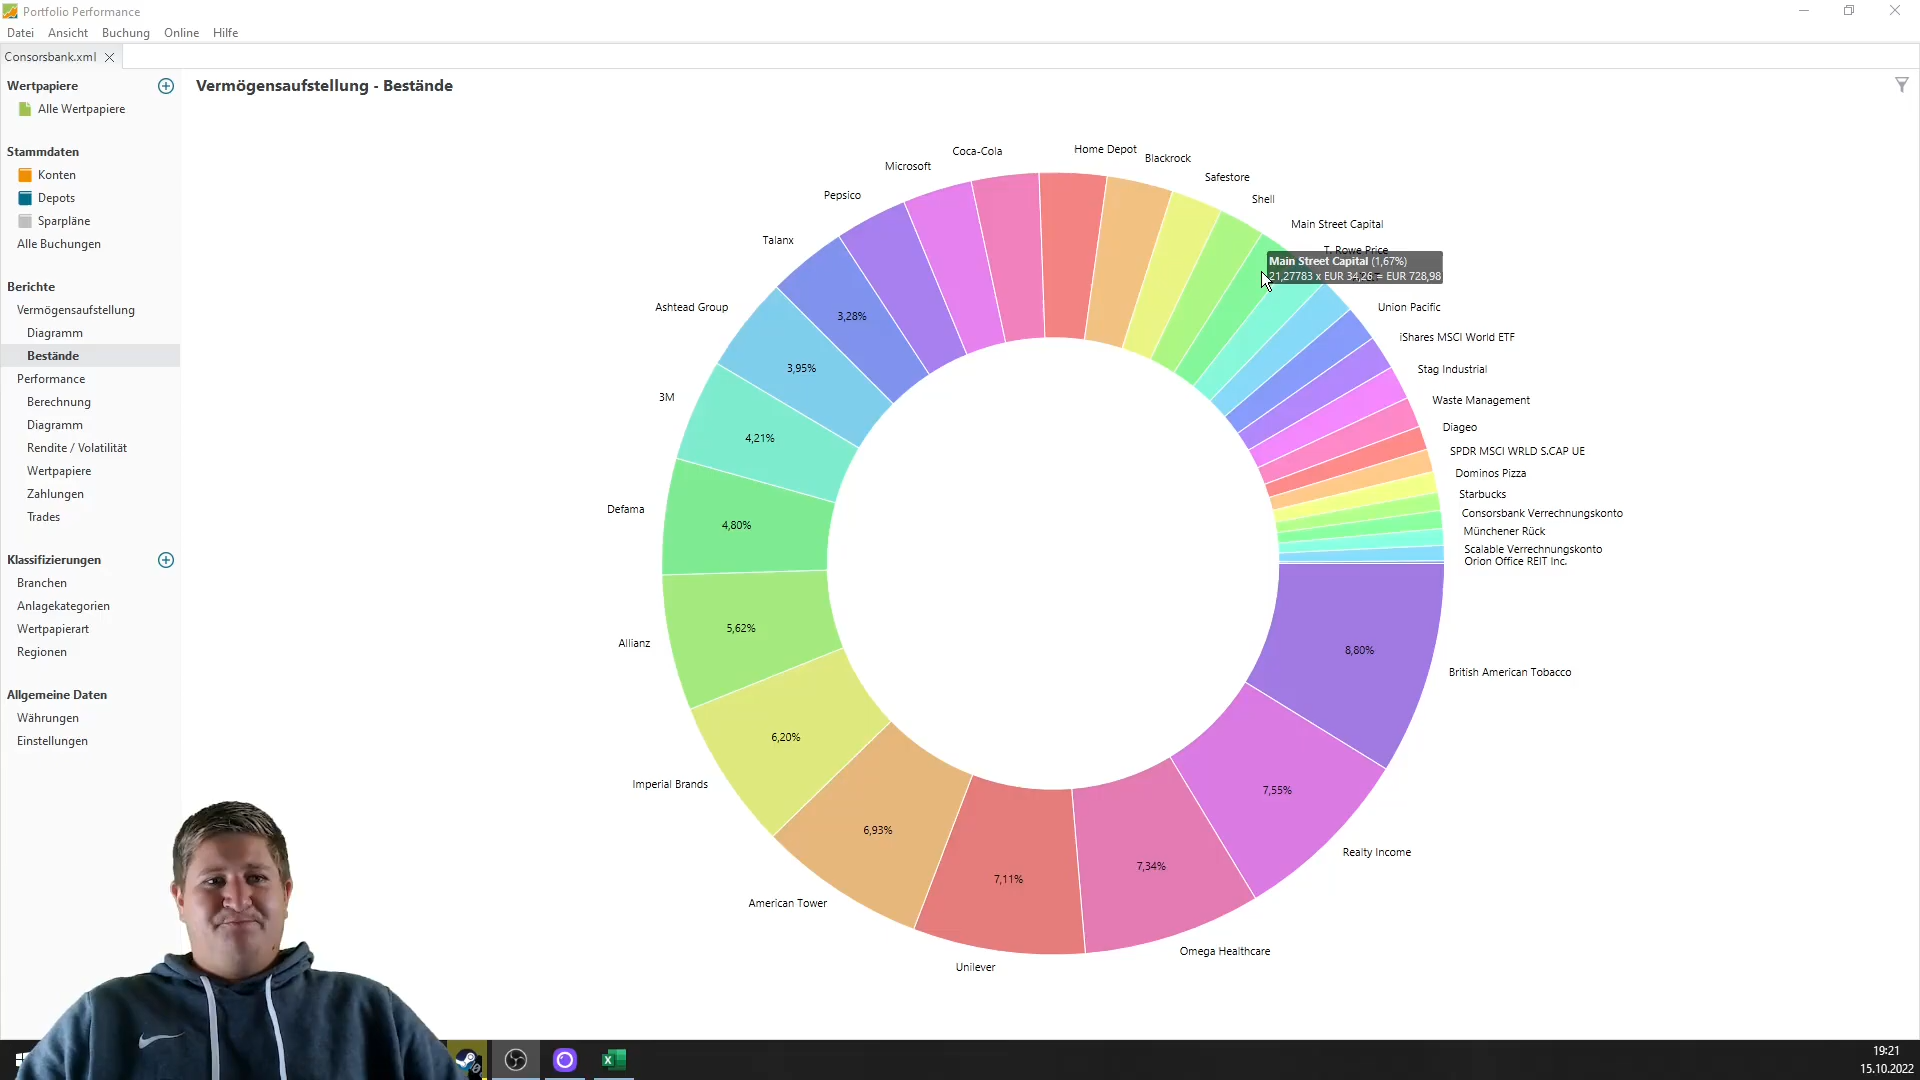 Portfolio Performance
Datei Ansicht Buchung Online Hilfe
Consorsbank.xml
Wertpapiere
Alle Wertpapiere
Stammdaten
Konten
Depots
Sparpläne
Alle Buchungen
Berichte
Vermögensaufstellung
Diagramm
Bestände
Performance
Berechnung
Diagramm
Rendite / Volatilität
Wertpapiere
Zahlungen
Trades
Klassifizierungen
Branchen
Anlagekategorien
Wertpapierart
Regionen
Allgemeine Daten
Währungen
Einstellungen
Vermögensaufstellung - Bestände
Home Depot
Blackrock
Safestore
Shell
Main Street Capital
T. Rowe Price
Main Street Capital (1,67%)
21,27783 x EUR 34,26 = EUR 728,98
Union Pacific
iShares MSCI World ETF
Stag Industrial
Waste Management
Diageo
SPDR MSCI WRLD S.CAP UE
Dominos Pizza
Starbucks
Consorsbank Verrechnungskonto
Münchener Rück
Scalable Verrechnungskonto
Orion Office REIT Inc.
8,80%
British American Tobacco
7,55%
Realty Income
7,34%
Omega Healthcare
7,11%
Unilever
6,93%
American Tower
6,20%
Imperial Brands
5,62%
Allianz
4,80%
Defama
4,21%
3M
3,95%
Ashtead Group
3,28%
Talanx
Pepsico
Microsoft
Coca-Cola
19:21
15.10.2022